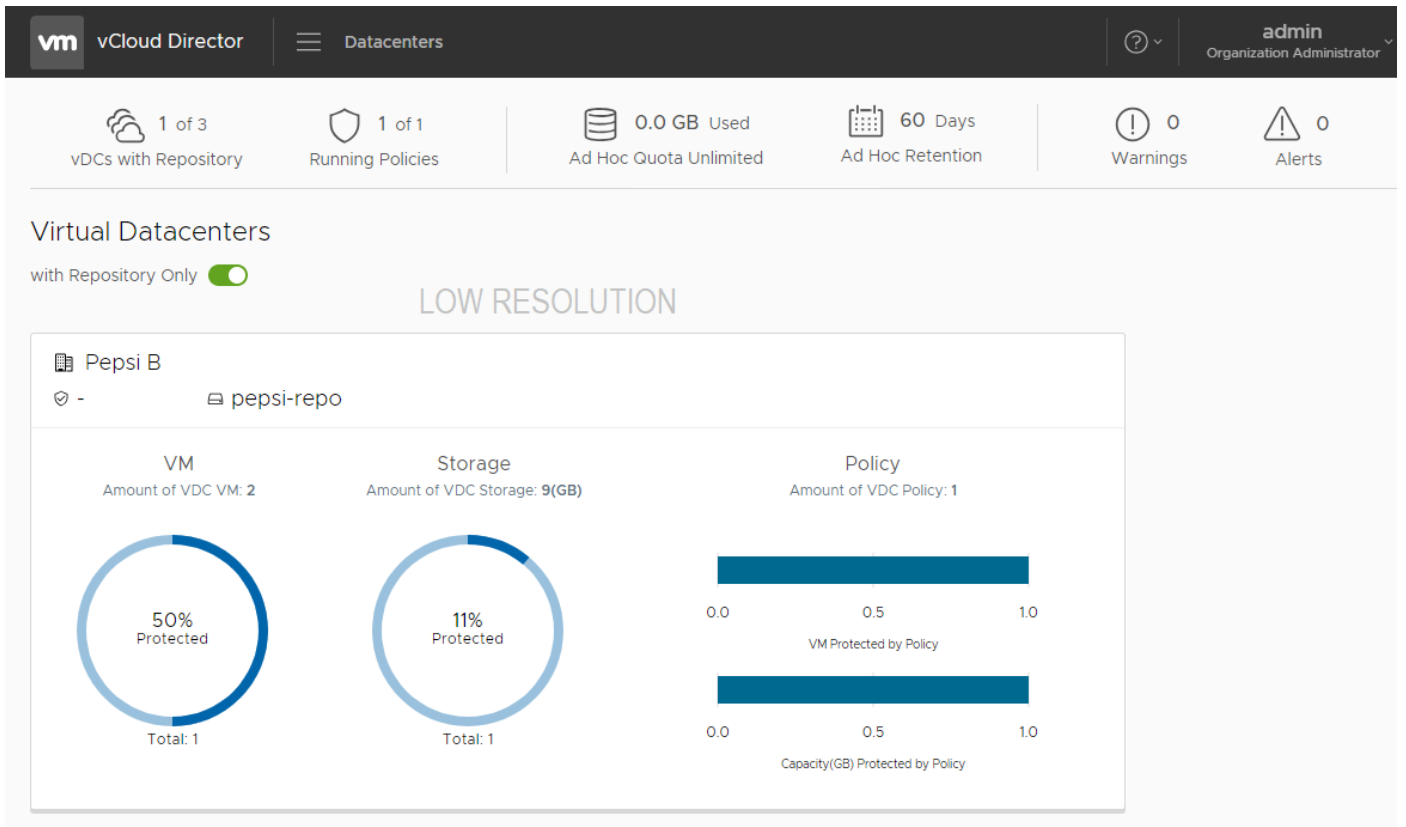 vm vCloud Director Datacenters admin
Organization Administrator
1 of 3 1 of 1 0.0 GB Used 60 Days 0 0
vDCs with Repository Running Policies Ad Hoc Quota Unlimited Ad Hoc Retention Warnings Alerts
Virtual Datacenters
with Repository Only
LOW RESOLUTION
Pepsi B
- pepsi-repo
VM Storage Policy
Amount of VDC VM: 2 Amount of VDC Storage: 9(GB) Amount of VDC Policy: 1
50% 11%
Protected Protected
0.0 0.5 1.0
VM Protected by Policy
Total: 1 Total: 1
0.0 0.5 1.0
Capacity(GB) Protected by Policy